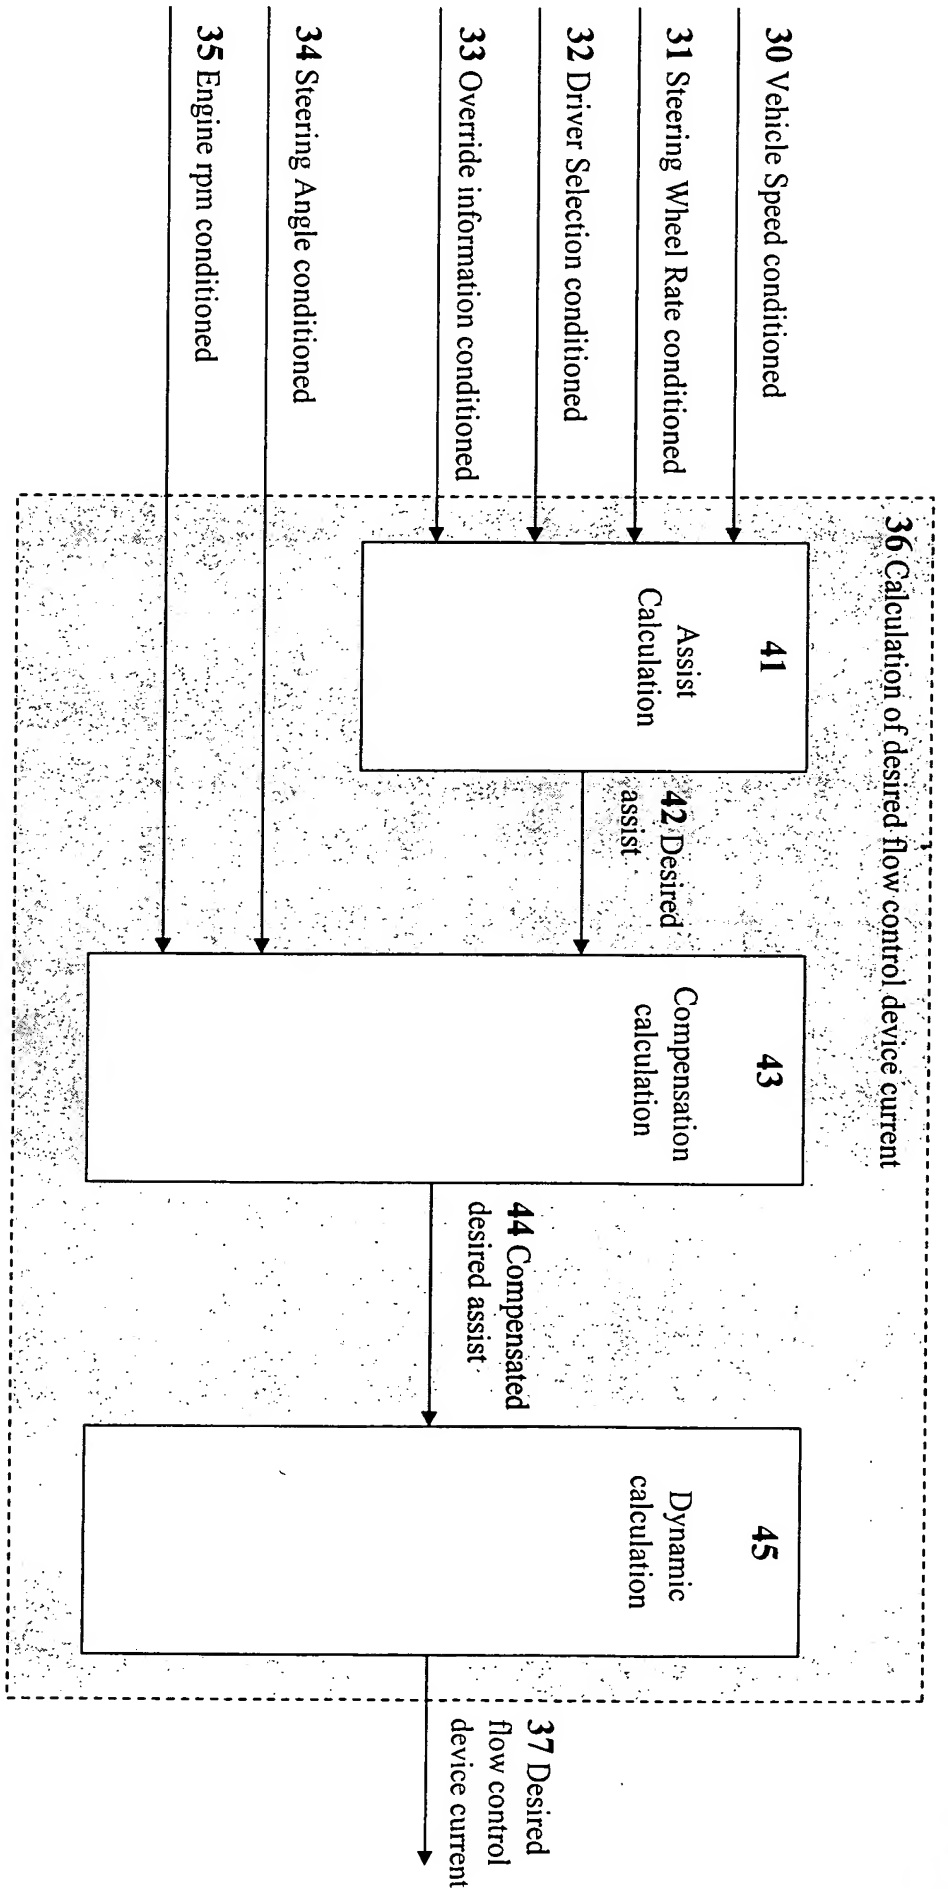 30 Vehicle Speed conditioned
31 Steering Wheel Rate conditioned
32 Driver Selection conditioned
33 Override information conditioned
34 Steering Angle conditioned
35 Engine rpm conditioned
36 Calculation of desired flow control device current
41
Assist
Calculation
42 Desired
assist
43
Compensation
calculation
44 Compensated
desired assist
45
Dynamic
calculation
37 Desired
flow control
device current